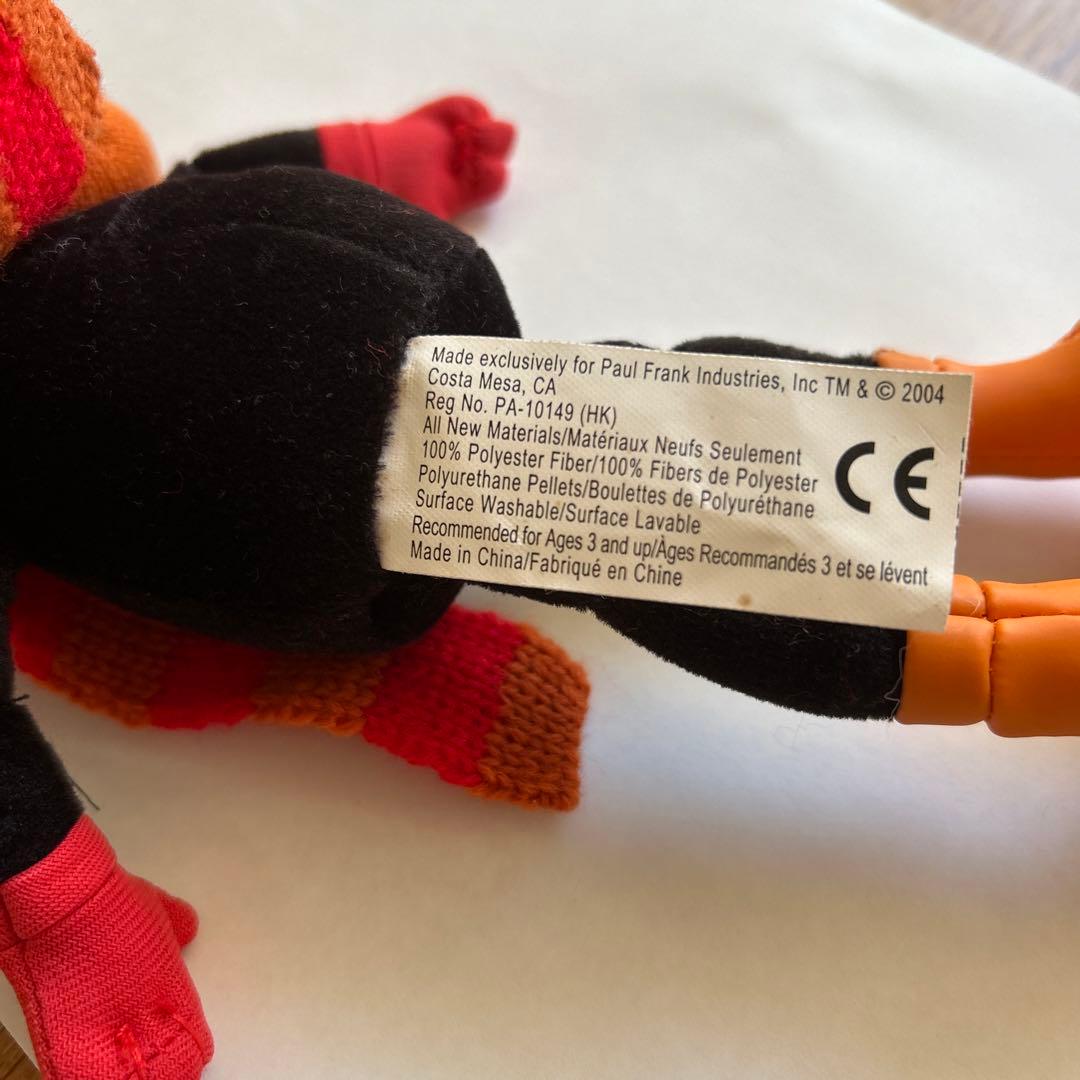 Made exclusively for Paul Frank Industries, Inc TM & © 2004
Costa Mesa, CA
Reg No. PA-10149 (HK)
All New Materials/Matériaux Neufs Seulement
100% Polyester Fiber/100% Fibers de Polyester
Polyurethane Pellets/Boulettes de Polyuréthane
Surface Washable/Surface Lavable
Recommended for Ages 3 and up/Àges Recommandés 3 et se lévent
Made in China/Fabriqué en Chine
CE